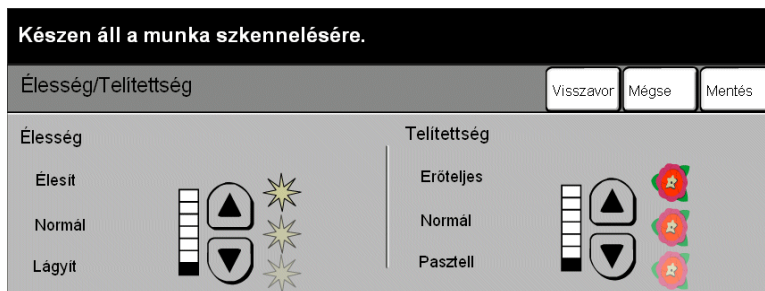 Készen áll a munka szkennelésére.
Élesség/Telítettség
Visszavor
Mégse
Mentés
Élesség
Élesít
Normál
Lágyít
Telítettség
Erőteljes
Normál
Pasztell